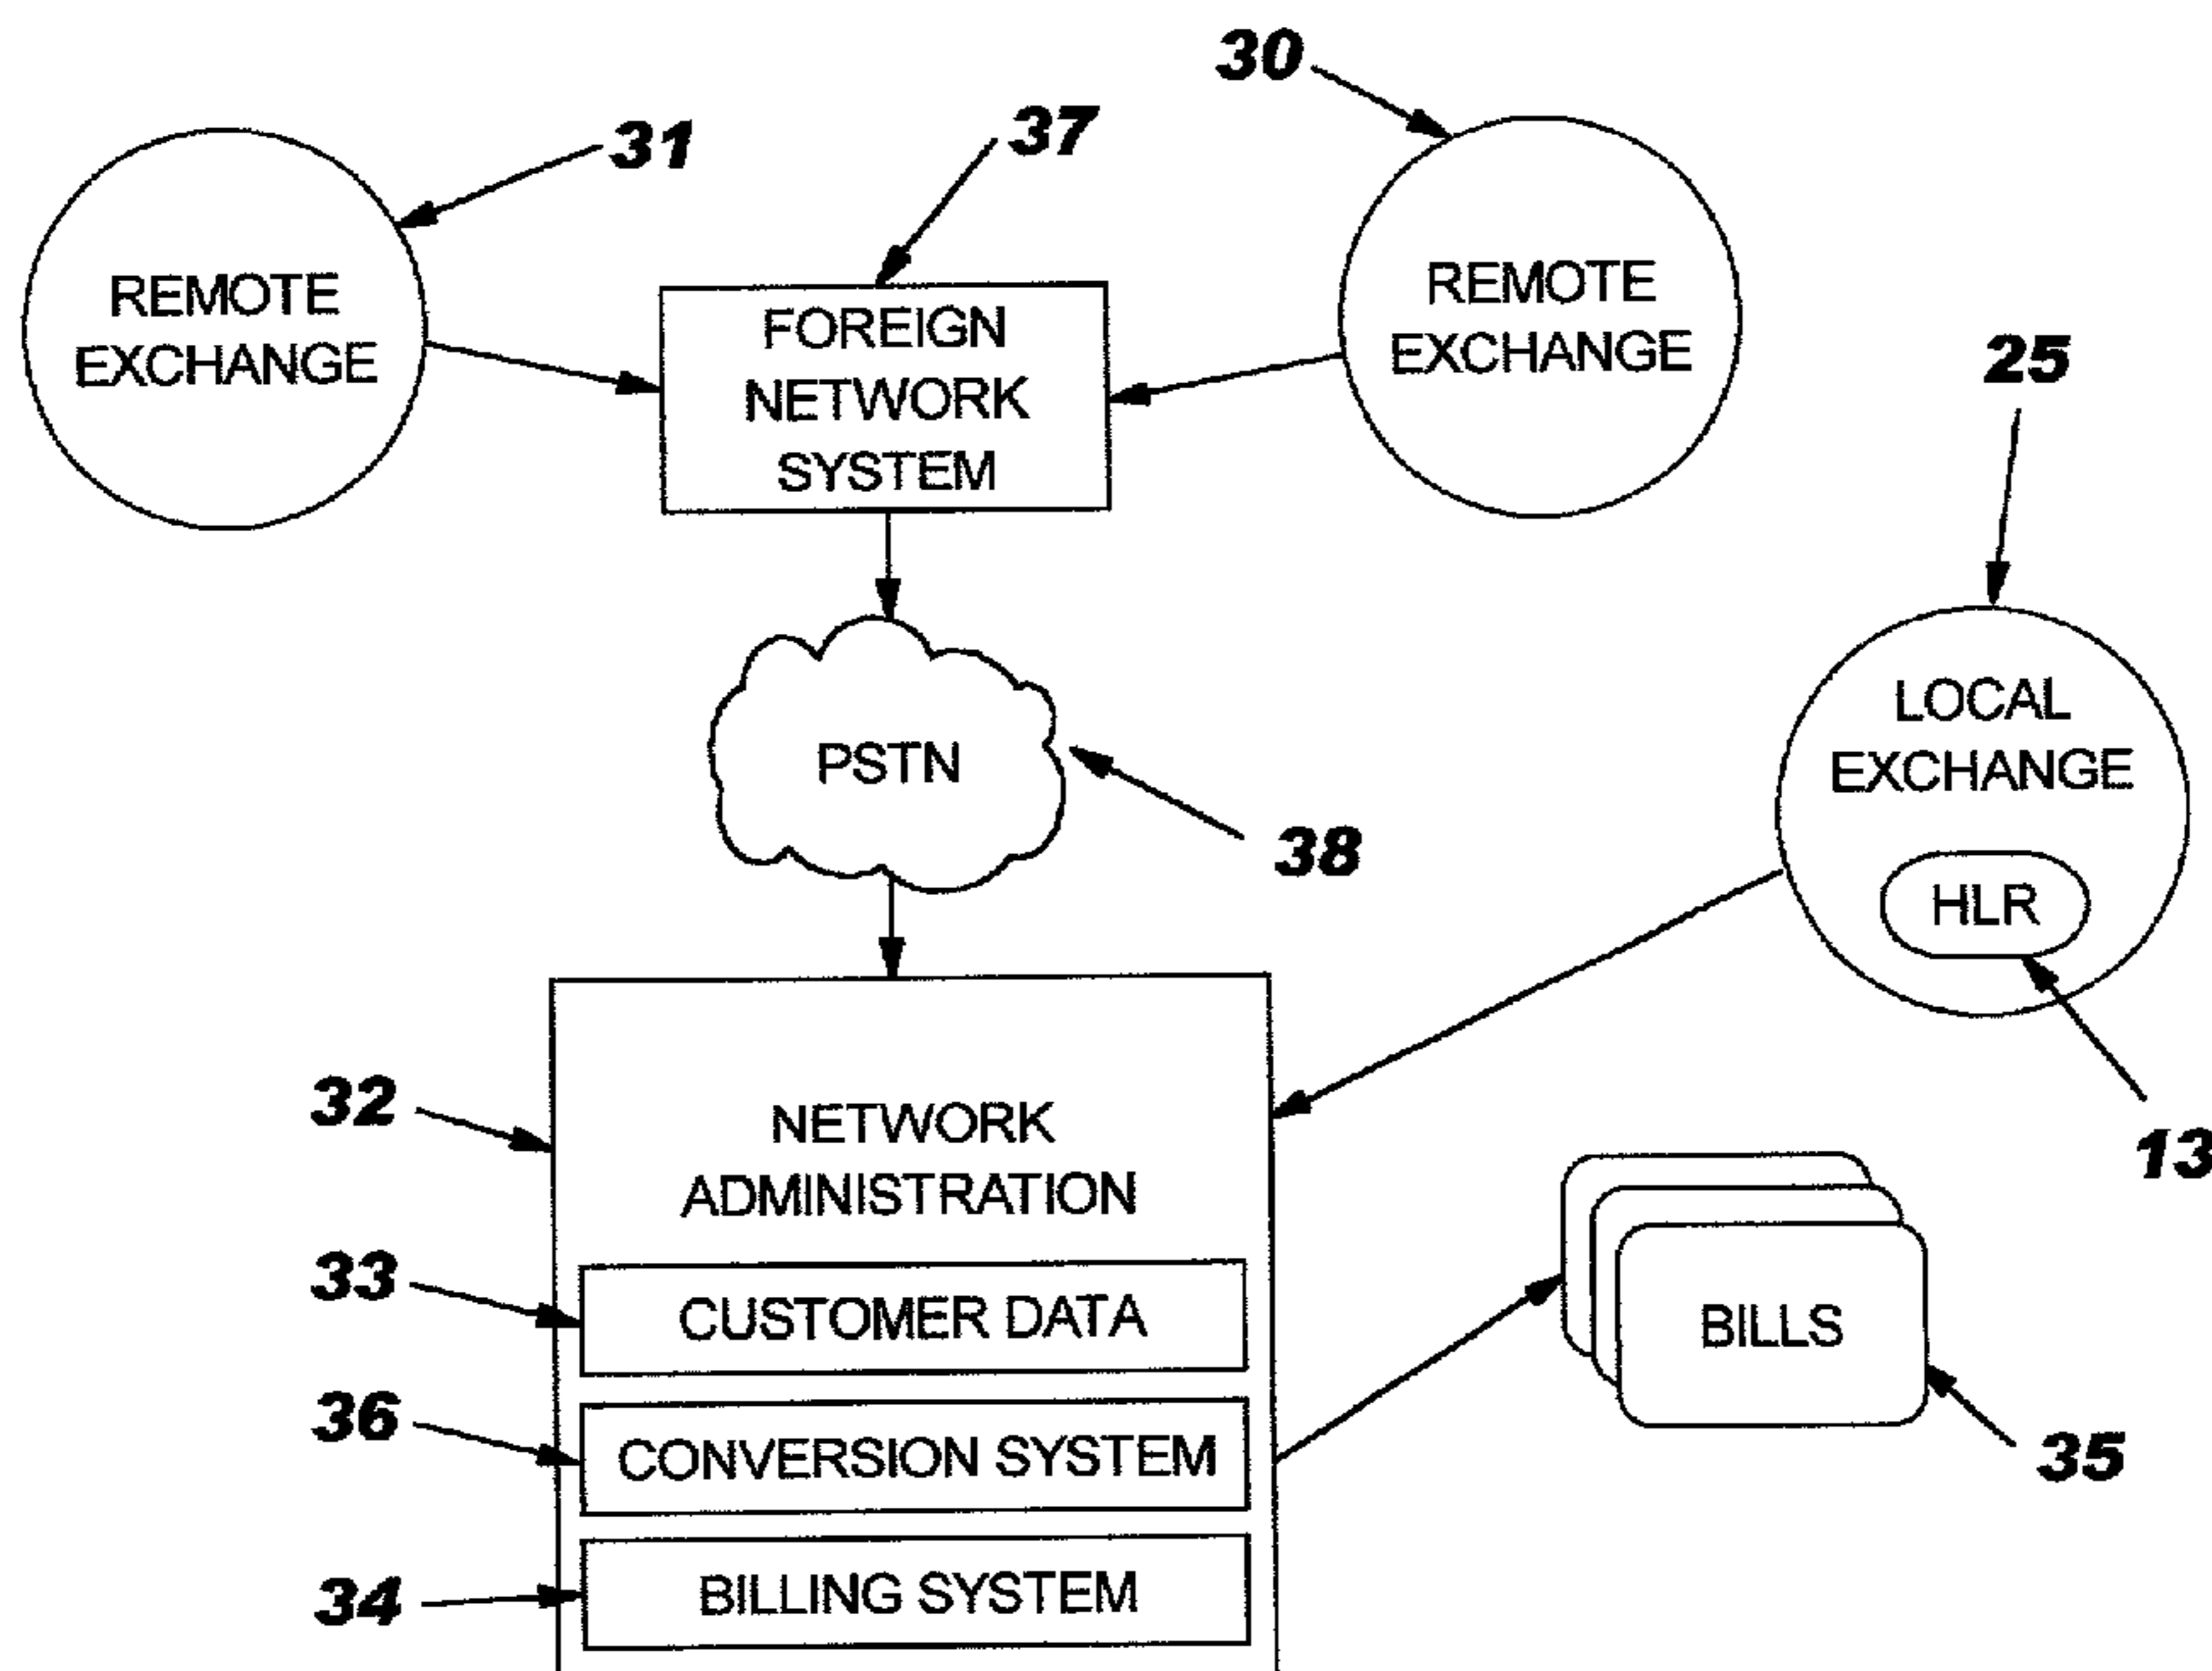 30
37
31
REMOTE
EXCHANGE
FOREIGN
NETWORK
SYSTEM
REMOTE
EXCHANGE
25
PSTN
38
LOCAL
EXCHANGE
HLR
13
32
NETWORK
ADMINISTRATION
33
CUSTOMER DATA
36
CONVERSION SYSTEM
34
BILLING SYSTEM
BILLS
35